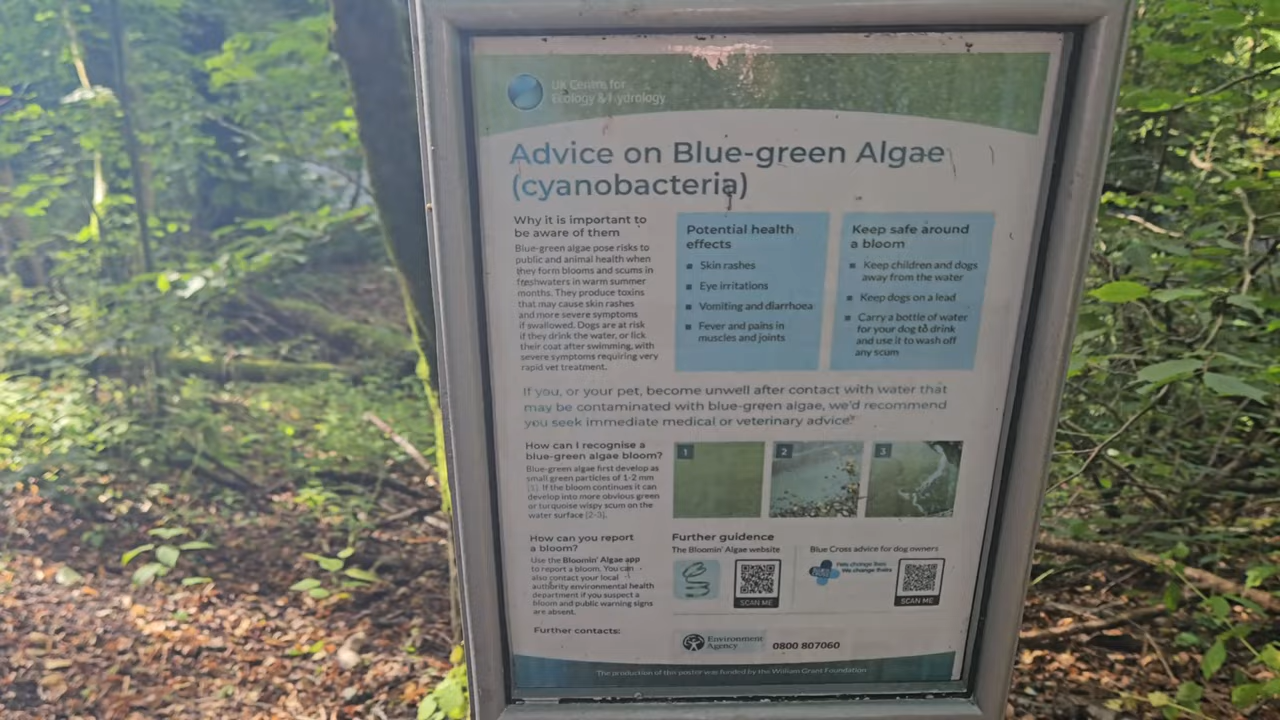 UK Centre for
Ecology & Hydrology
Advice on Blue-green Algae
(cyanobacteria)
Why it is important to
be aware of them
Blue-green algae pose risks to
public and animal health when
they form blooms and scums in
freshwaters in warm summer
months. They produce toxins
that may cause skin rashes
and more severe symptoms
if swallowed. Dogs are at risk
if they drink the water, or lick
their coat after swimming, with
severe symptoms requiring very
rapid vet treatment.
Potential health
effects
Skin rashes
Eye irritations
Vomiting and diarrhoea
Fever and pains in
muscles and joints
Keep safe around
a bloom
Keep children and dogs
away from the water
Keep dogs on a lead
Carry a bottle of water
for your dog to drink
and use it to wash off
any scum
If you, or your pet, become unwell after contact with water that
may be contaminated with blue-green algae, we'd recommend
you seek immediate medical or veterinary advice.
How can I recognise a
blue-green algae bloom?
Blue-green algae first develop as
small green particles of 1-2 mm
[1]. If the bloom continues it can
develop into more obvious green
or turquoise wispy scum on the
water surface [2-3].
1
2
3
How can you report
a bloom?
Use the Bloomin' Algae app
to report a bloom. You can
also contact your local
authority environmental health
department if you suspect a
bloom and public warning signs
are absent.
Further guidance
The Bloomin' Algae website
SCAN ME
Blue Cross advice for dog owners
Pets change lives
We change theirs
SCAN ME
Further contacts:
Environment
Agency
0800 807060
The production of this poster was funded by the William Grant Foundation